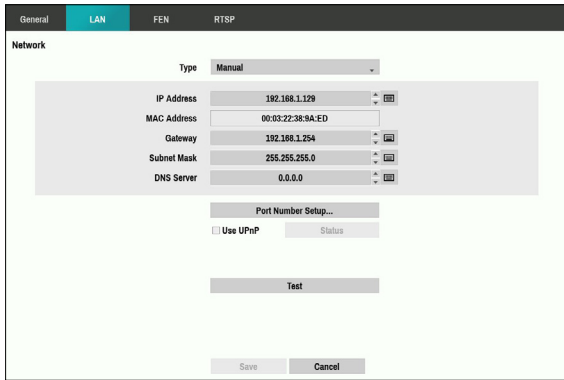 General LAN FEN RTSP
Network
Type Manual
IP Address 192.168.1.129
MAC Address 00:03:22:38:9A:ED
Gateway 192.168.1.254
Subnet Mask 255.255.255.0
DNS Server 0.0.0.0
Port Number Setup...
Use UPnP Status
Test
Save Cancel